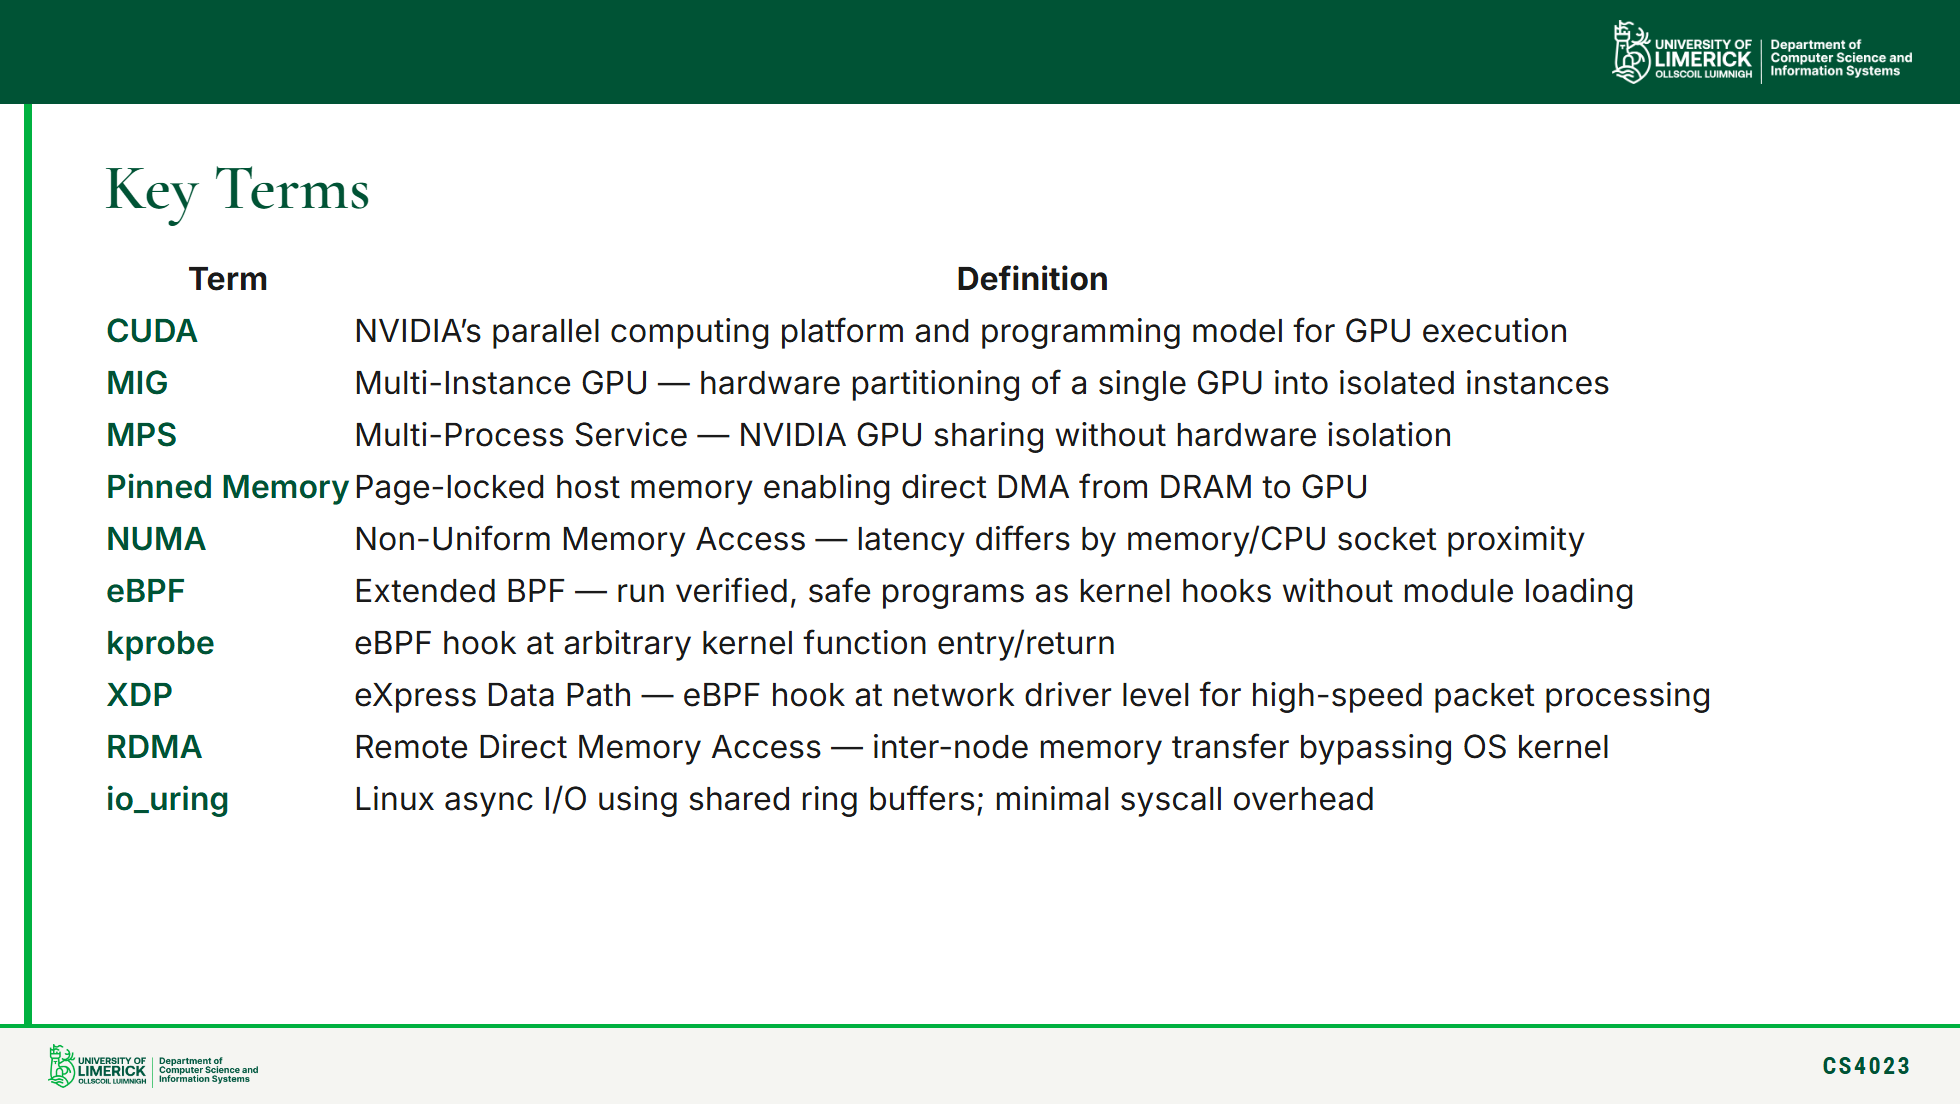 UNIVERSITY OF
LIMERICK
OLLSCOIL LUIMNIGH
Department of
Computer Science and
Information Systems
Key Terms
Term Definition
CUDA NVIDIA’s parallel computing platform and programming model for GPU execution
MIG Multi-Instance GPU — hardware partitioning of a single GPU into isolated instances
MPS Multi-Process Service — NVIDIA GPU sharing without hardware isolation
Pinned Memory Page-locked host memory enabling direct DMA from DRAM to GPU
NUMA Non-Uniform Memory Access — latency differs by memory/CPU socket proximity
eBPF Extended BPF — run verified, safe programs as kernel hooks without module loading
kprobe eBPF hook at arbitrary kernel function entry/return
XDP eXpress Data Path — eBPF hook at network driver level for high-speed packet processing
RDMA Remote Direct Memory Access — inter-node memory transfer bypassing OS kernel
io_uring Linux async I/O using shared ring buffers; minimal syscall overhead
UNIVERSITY OF
LIMERICK
OLLSCOIL LUIMNIGH
Department of
Computer Science and
Information Systems
CS4023